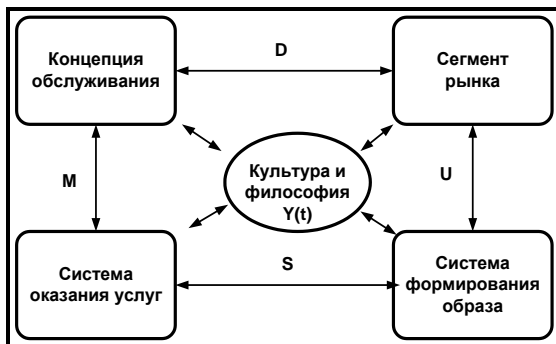 Концепция
обслуживания
D
Сегмент
рынка
M
Культура и
философия
Y(t)
U
Система
оказания услуг
S
Система
формирования
образа